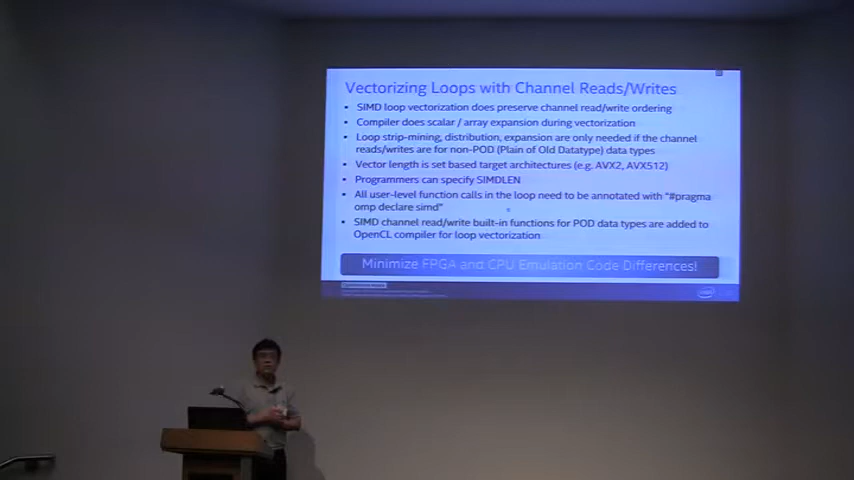 Vectorizing Loops with Channel Reads/Writes
• SIMD loop vectorization does preserve channel read/write ordering
• Compiler does scalar / array expansion during vectorization
• Loop strip-mining, distribution, expansion are only needed if the channel
reads/writes are for non-POD (Plain of Old Datatype) data types
• Vector length is set based target architectures (e.g. AVX2, AVX512)
• Programmers can specify SIMDLEN
• All user-level function calls in the loop need to be annotated with "#pragma
omp declare simd"
• SIMD channel read/write built-in functions for POD data types are added to
OpenCL compiler for loop vectorization
Minimize FPGA and CPU Emulation Code Differences!
intel